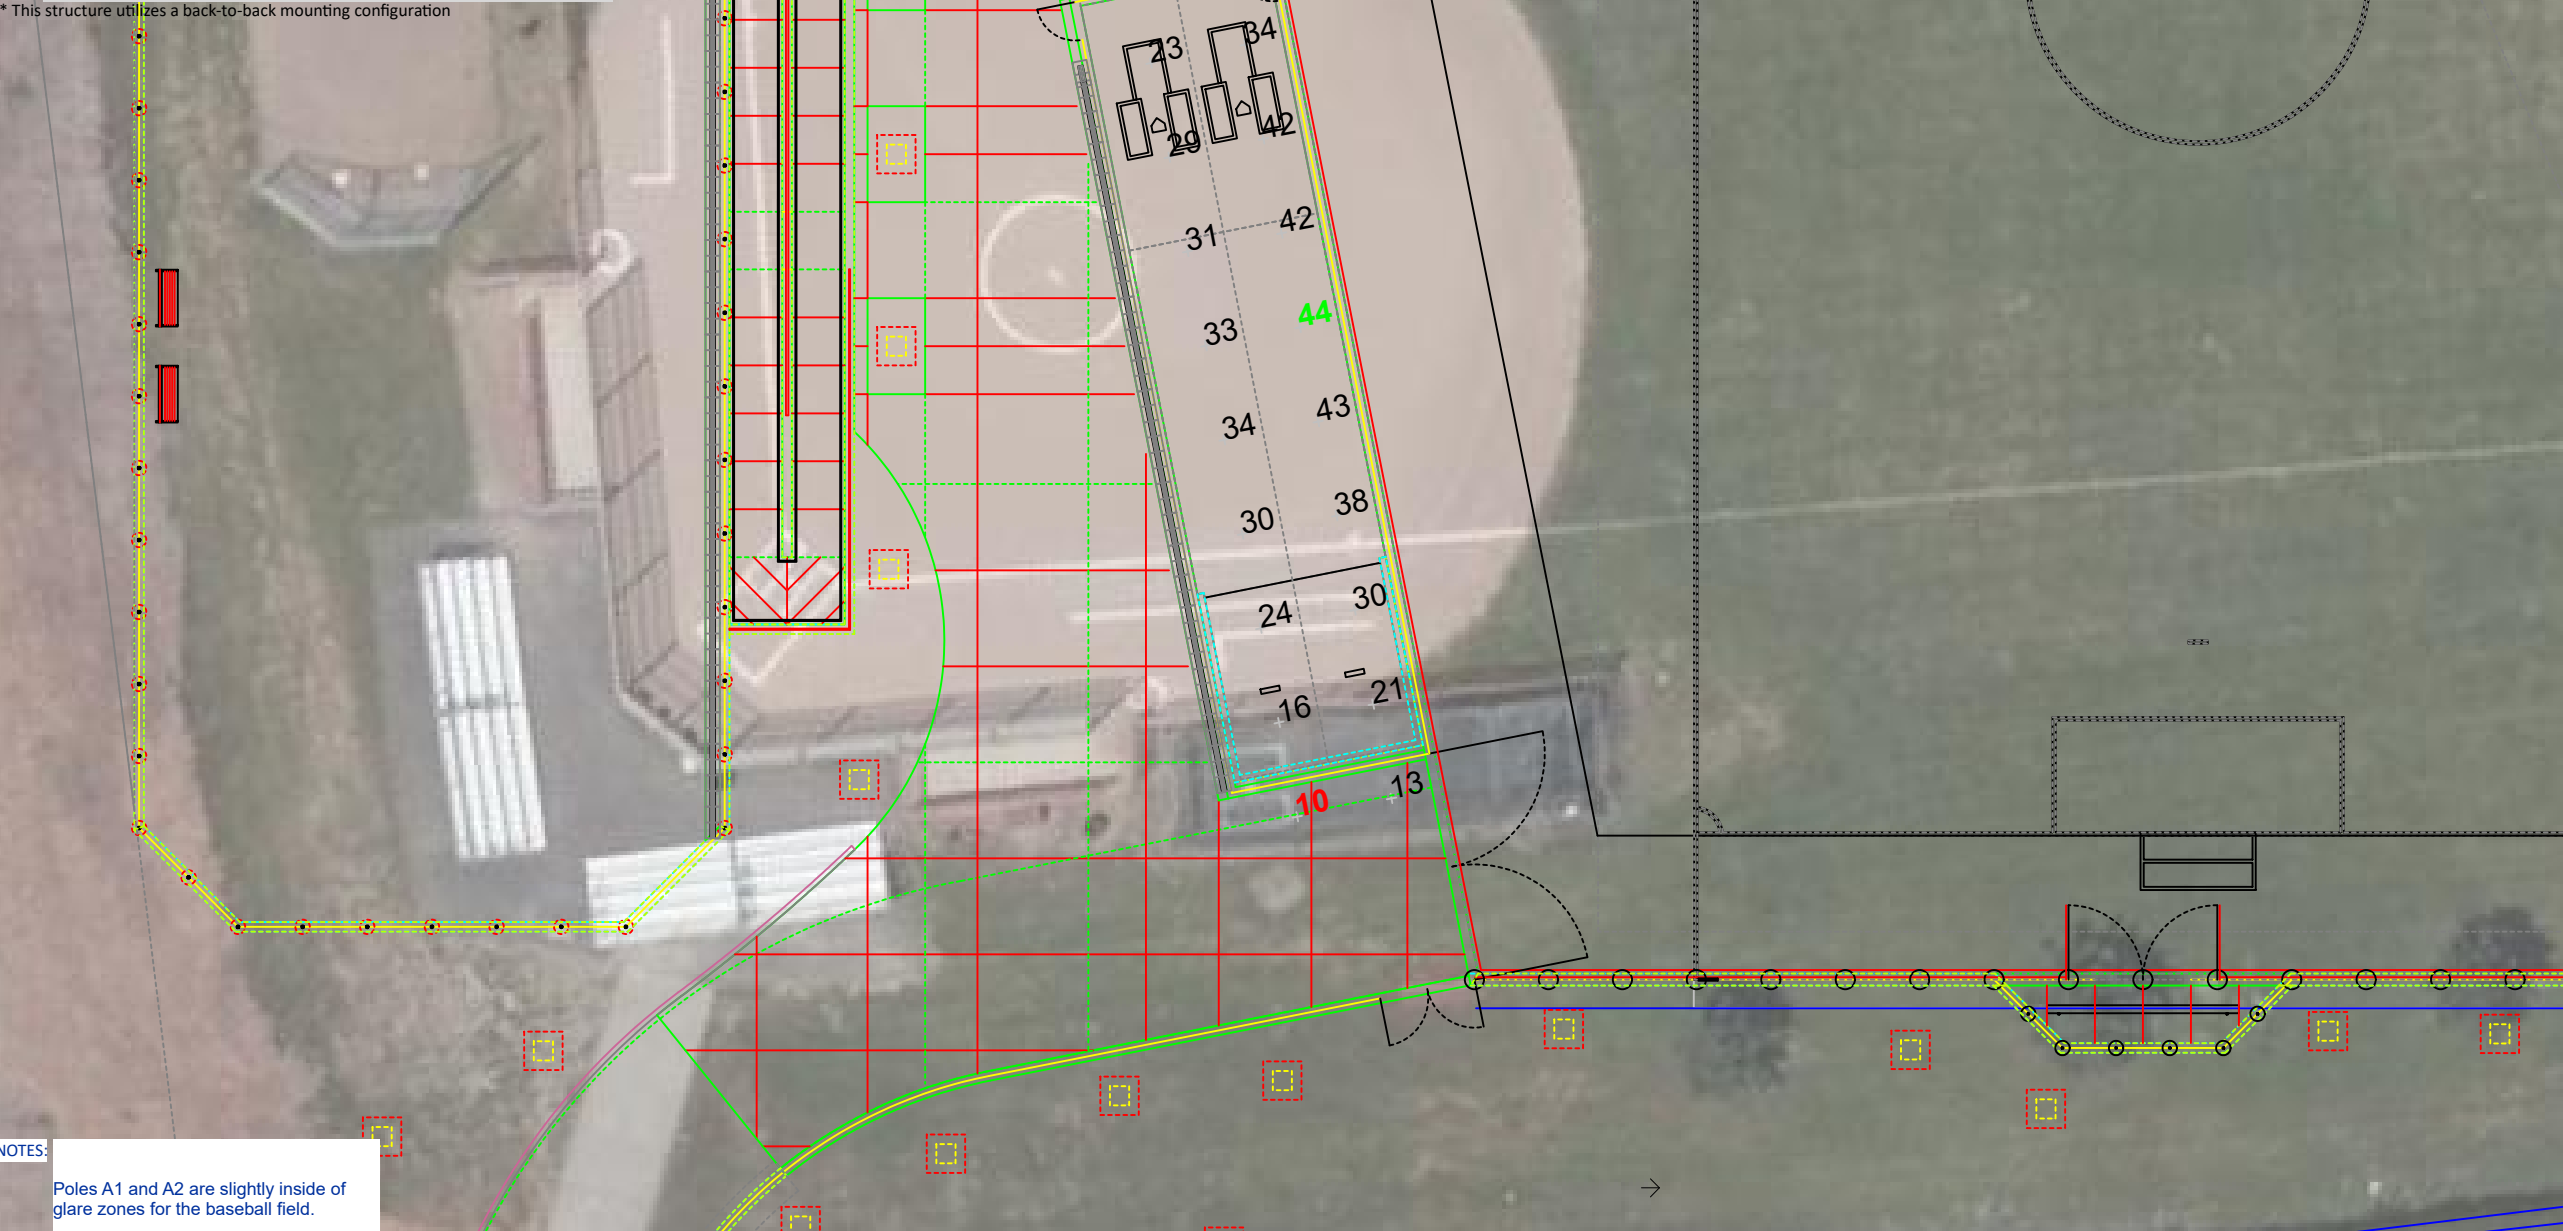 * This structure utilizes a back-to-back mounting configuration
23 34
29 42
31 42
33 44
34 43
30 38
24 30
16 21
10 13
NOTES:
Poles A1 and A2 are slightly inside of
glare zones for the baseball field.